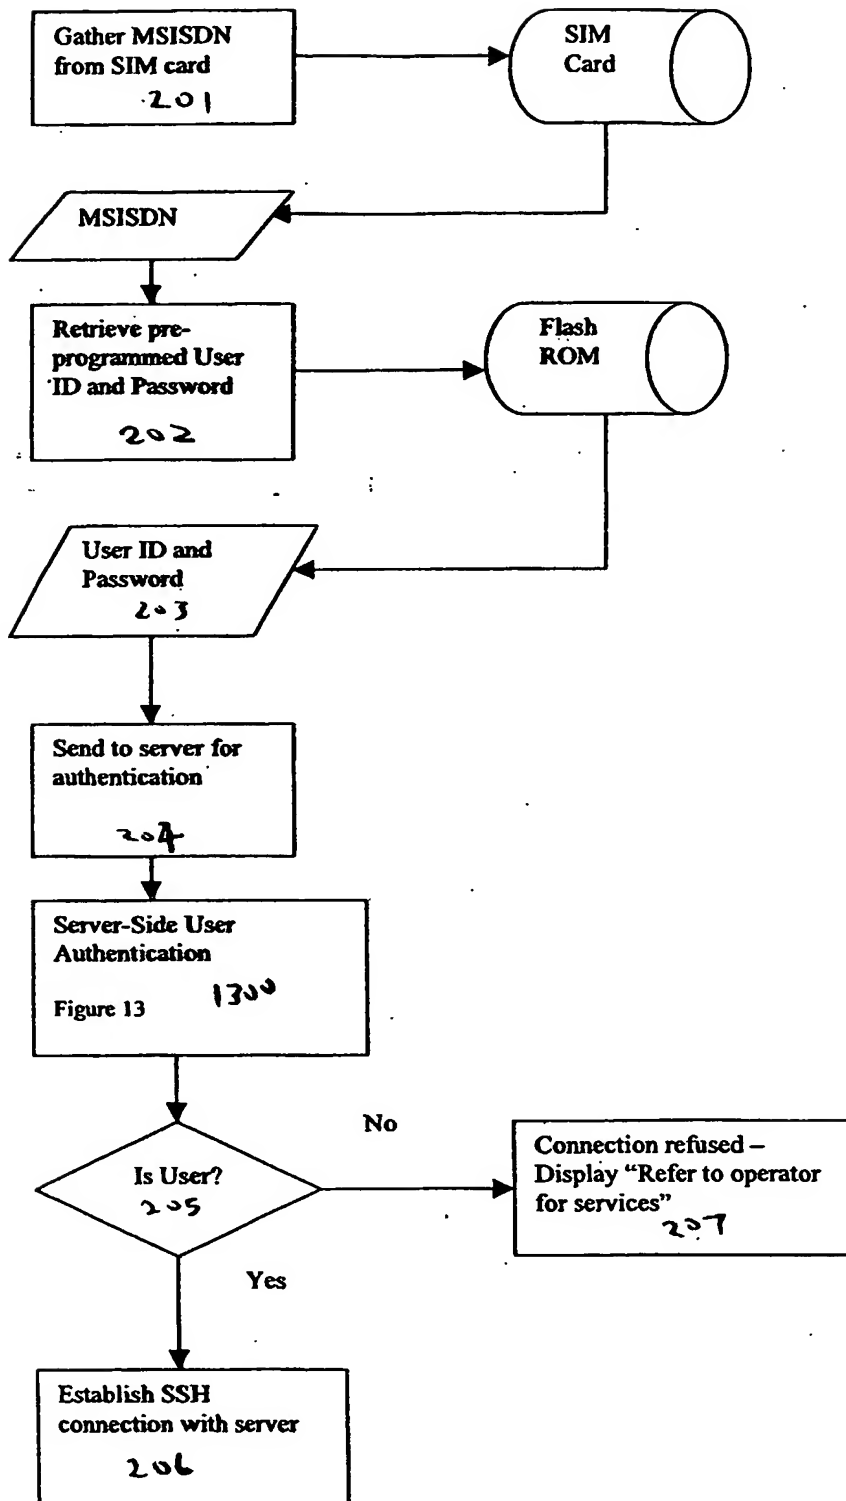 Gather MSISDN
from SIM card
201
SIM
Card
MSISDN
Retrieve pre-
programmed User
ID and Password
202
Flash
ROM
User ID and
Password
203
Send to server for
authentication
204
Server-Side User
Authentication
Figure 13
1300
Is User?
205
No
Connection refused –
Display “Refer to operator
for services”
207
Yes
Establish SSH
connection with server
206